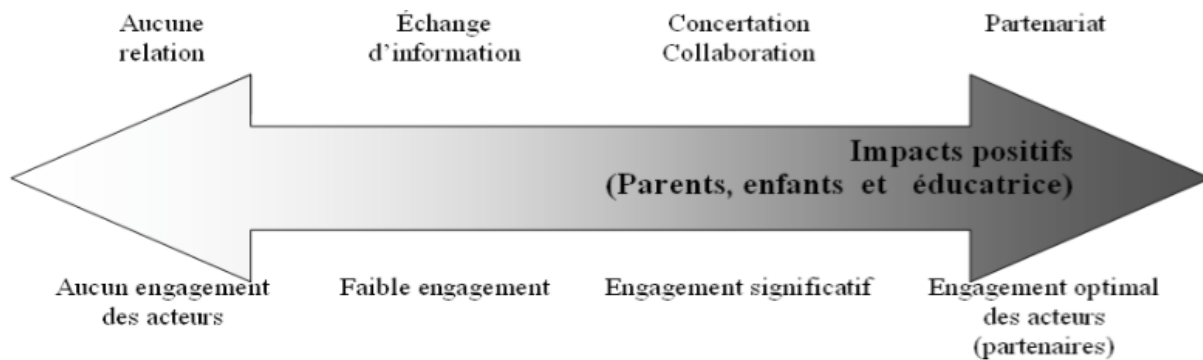 Aucune
relation
Échange
d'information
Concertation
Collaboration
Partenariat
Impacts positifs
(Parents, enfants et éducatrice)
Aucun engagement
des acteurs
Faible engagement
Engagement significatif
Engagement optimal
des acteurs
(partenaires)